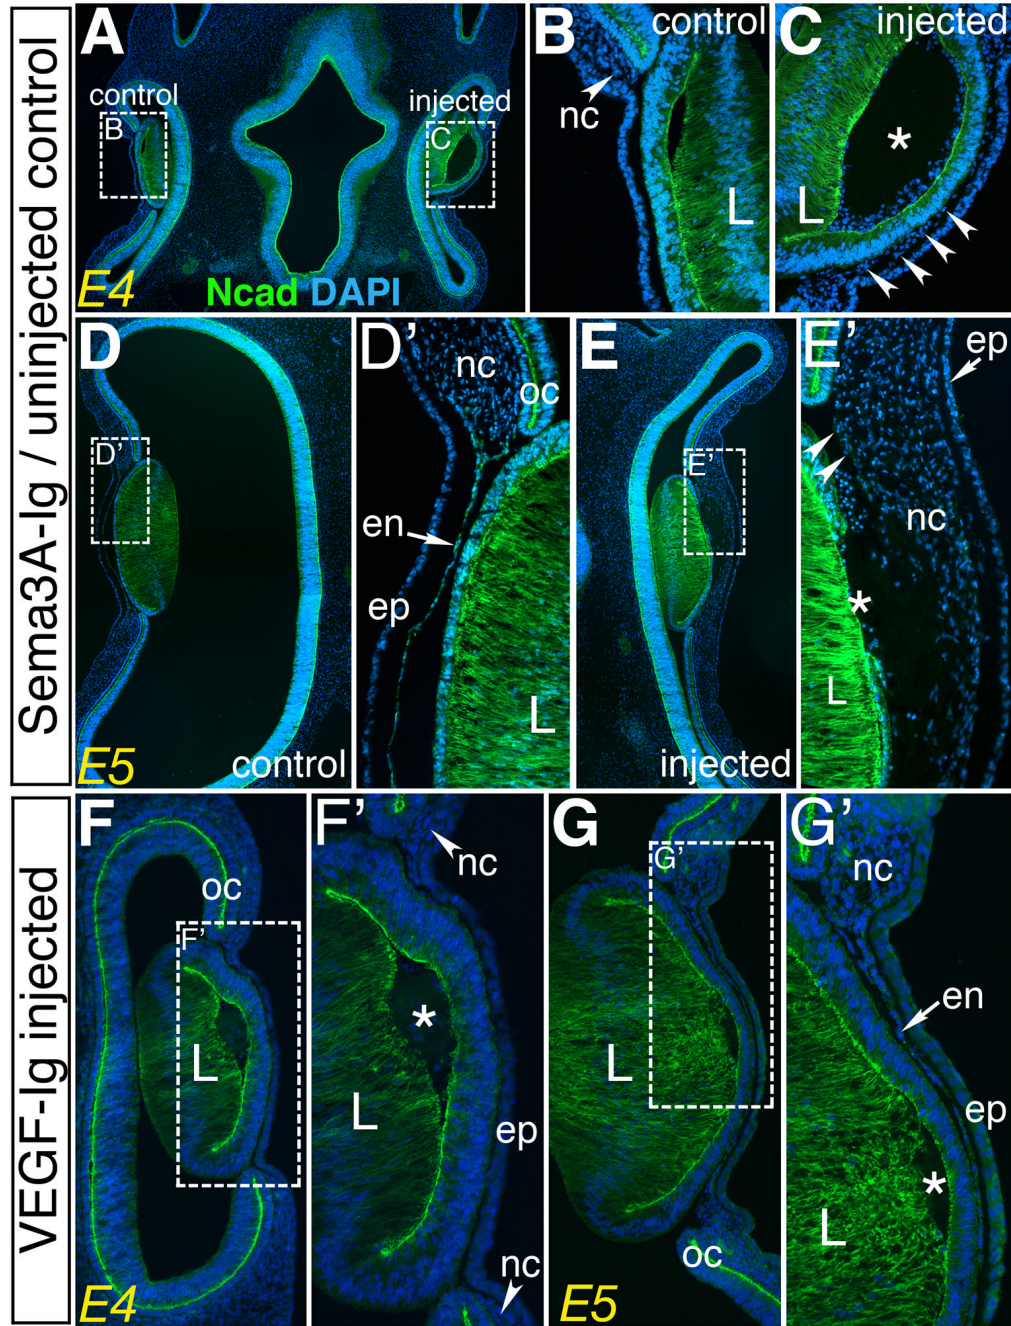 Sema3A-Ig / uninjected control
A
control
B
injected
C
E4
Ncad DAPI
B
control
nc
L
C
injected
*
L
D
D'
E5
control
D'
nc
oc
en
ep
L
E
E'
injected
E'
ep
nc
*
L
VEGF-Ig injected
F
oc
F'
L
E4
F'
nc
*
L
ep
nc
G
G'
L
oc
E5
G'
nc
en
ep
*
L